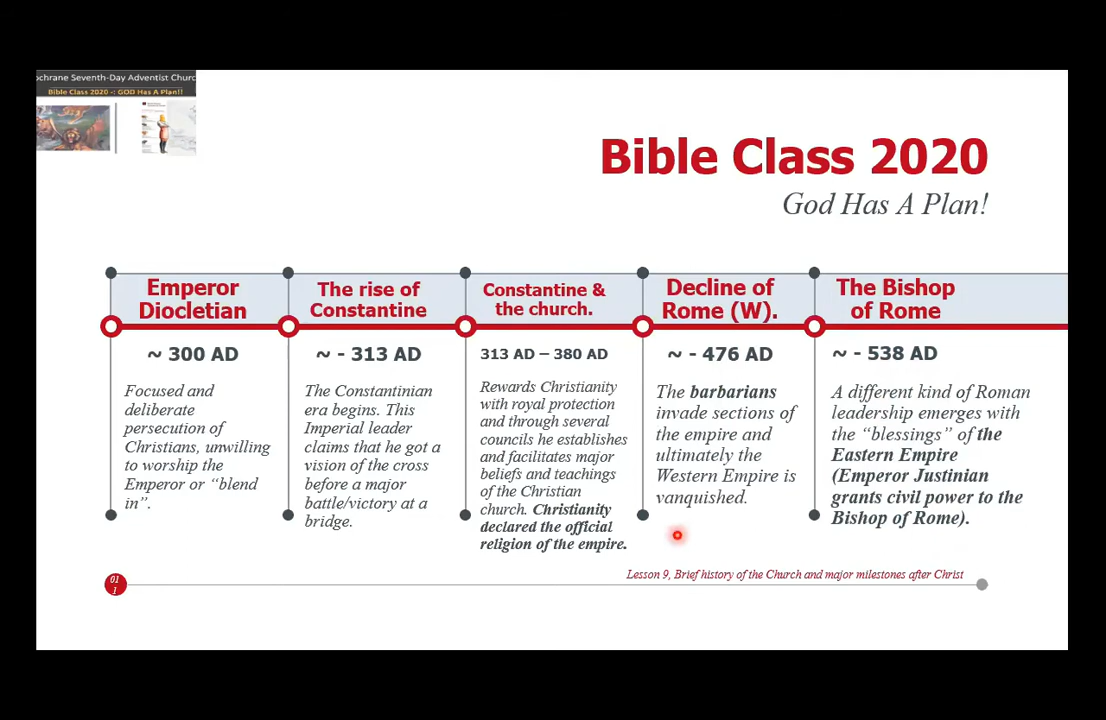 ochrane Seventh-Day Adventist Churc
Bible Class 2020 -: GOD Has A Plan!!
Bible Class 2020
God Has A Plan!
Emperor
Diocletian
~ 300 AD
Focused and
deliberate
persecution of
Christians, unwilling
to worship the
Emperor or “blend
in”.
The rise of
Constantine
~ - 313 AD
The Constantinian
era begins. This
Imperial leader
claims that he got a
vision of the cross
before a major
battle/victory at a
bridge.
Constantine &
the church.
313 AD – 380 AD
Rewards Christianity
with royal protection
and through several
councils he establishes
and facilitates major
beliefs and teachings
of the Christian
church. Christianity
declared the official
religion of the empire.
Decline of
Rome (W).
~ - 476 AD
The barbarians
invade sections of
the empire and
ultimately the
Western Empire is
vanquished.
The Bishop
of Rome
~ - 538 AD
A different kind of Roman
leadership emerges with
the “blessings” of the
Eastern Empire
(Emperor Justinian
grants civil power to the
Bishop of Rome).
Lesson 9, Brief history of the Church and major milestones after Christ
01
1